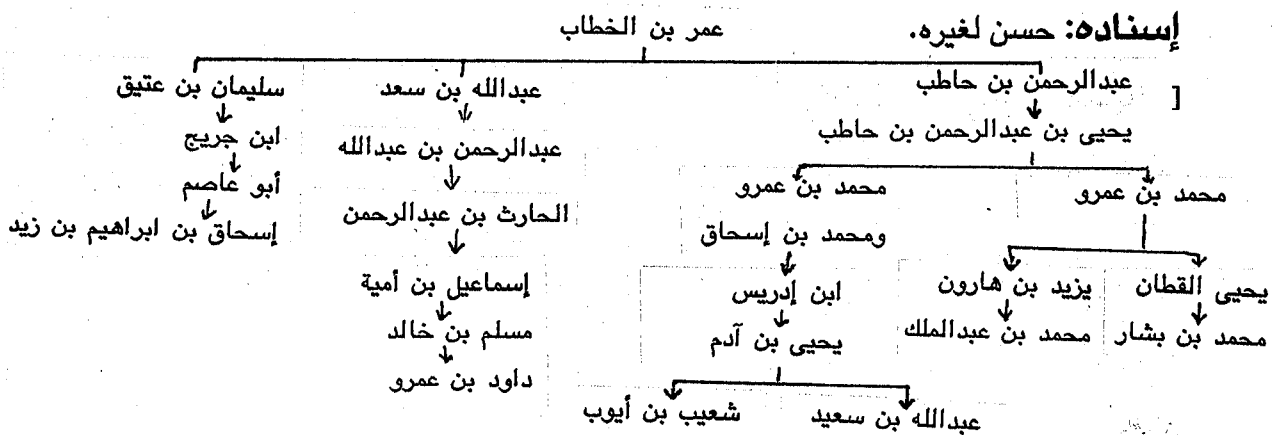 إسناده: حسن لغيره.
عمر بن الخطاب
[ عبدالرحمن بن حاطب
عبدالله بن سعد
سليمان بن عتيق
يحيى بن عبدالرحمن بن حاطب
عبدالرحمن بن عبدالله
ابن جريج
محمد بن عمرو
محمد بن عمرو
الحارث بن عبدالرحمن
أبو عاصم
ومحمد بن إسحاق
إسحاق بن ابراهيم بن زيد
يحيى القطان
يزيد بن هارون
ابن إدريس
إسماعيل بن أمية
محمد بن بشار
محمد بن عبدالملك
يحيى بن آدم
مسلم بن خالد
داود بن عمرو
عبدالله بن سعيد
شعيب بن أيوب